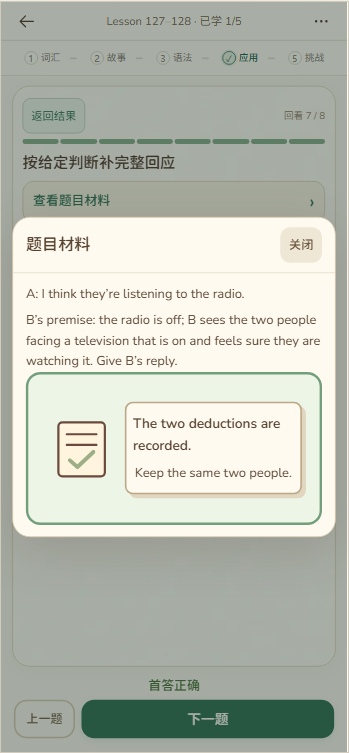 Lesson 127–128 · 已学 1/5
1 词汇 — 2 故事 — 3 语法 — 应用 — 5 挑战
返回结果
回看 7 / 8
按给定判断补完整回应
查看题目材料
题目材料
关闭
A: I think they’re listening to the radio.
B’s premise: the radio is off; B sees the two people
facing a television that is on and feels sure they are
watching it. Give B’s reply.
The two deductions are
recorded.
Keep the same two people.
首答正确
上一题
下一题